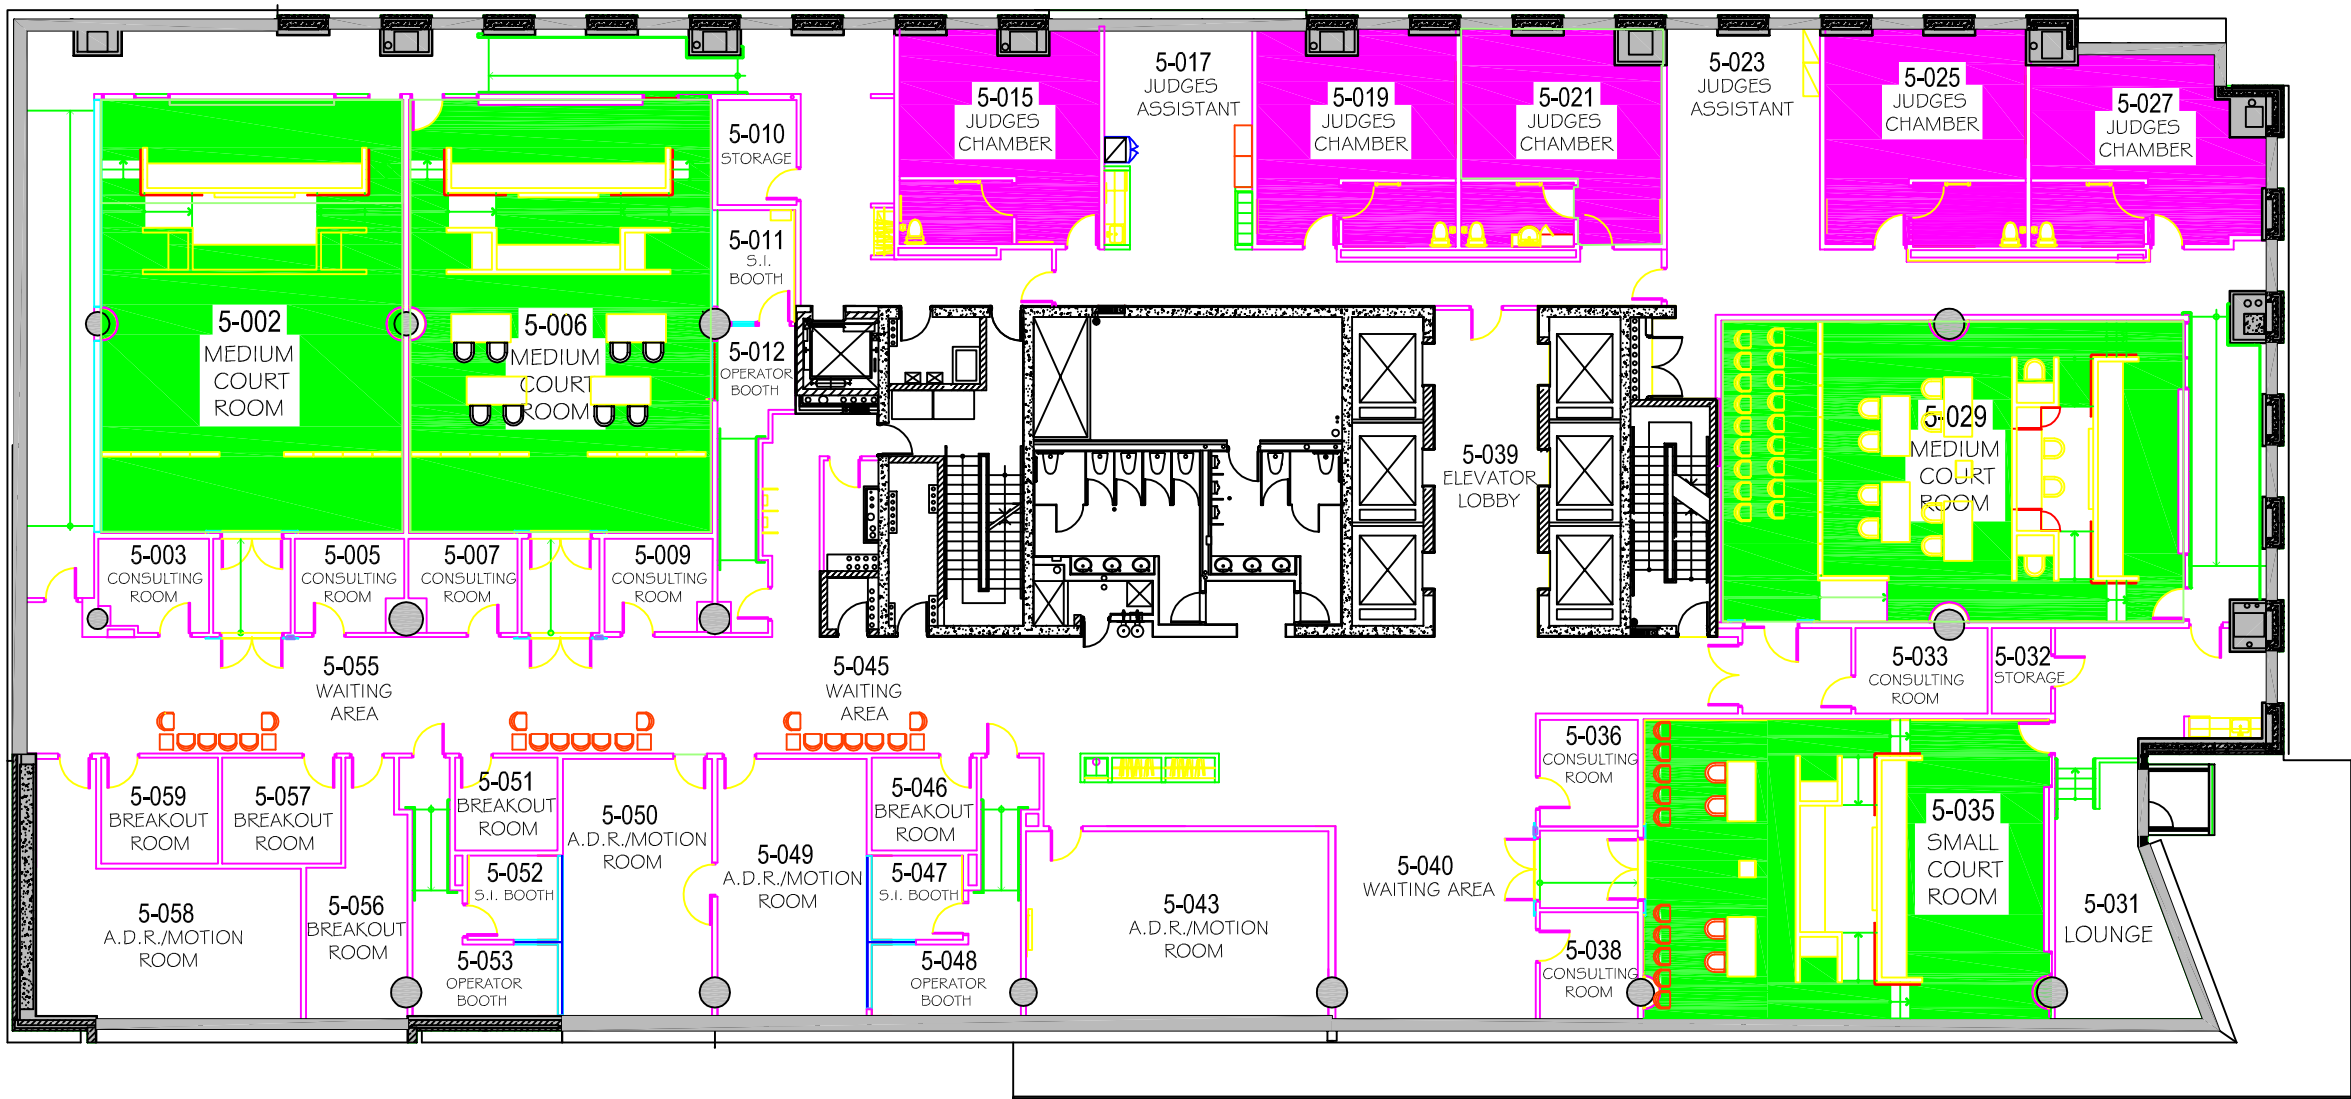 5-015
JUDGES
CHAMBER
5-017
JUDGES
ASSISTANT
5-019
JUDGES
CHAMBER
5-021
JUDGES
CHAMBER
5-023
JUDGES
ASSISTANT
5-025
JUDGES
CHAMBER
5-027
JUDGES
CHAMBER
5-010
STORAGE
5-011
S.I.
BOOTH
5-002
MEDIUM
COURT
ROOM
5-006
MEDIUM
COURT
ROOM
5-012
OPERATOR
BOOTH
5-039
ELEVATOR
LOBBY
5-029
MEDIUM
COURT
ROOM
5-003
CONSULTING
ROOM
5-005
CONSULTING
ROOM
5-007
CONSULTING
ROOM
5-009
CONSULTING
ROOM
5-055
WAITING
AREA
5-045
WAITING
AREA
5-033
CONSULTING
ROOM
5-032
STORAGE
5-059
BREAKOUT
ROOM
5-057
BREAKOUT
ROOM
5-051
BREAKOUT
ROOM
5-050
A.D.R./MOTION
ROOM
5-049
A.D.R./MOTION
ROOM
5-046
BREAKOUT
ROOM
5-036
CONSULTING
ROOM
5-035
SMALL
COURT
ROOM
5-058
A.D.R./MOTION
ROOM
5-056
BREAKOUT
ROOM
5-052
S.I. BOOTH
5-053
OPERATOR
BOOTH
5-047
S.I. BOOTH
5-048
OPERATOR
BOOTH
5-043
A.D.R./MOTION
ROOM
5-040
WAITING AREA
5-038
CONSULTING
ROOM
5-031
LOUNGE